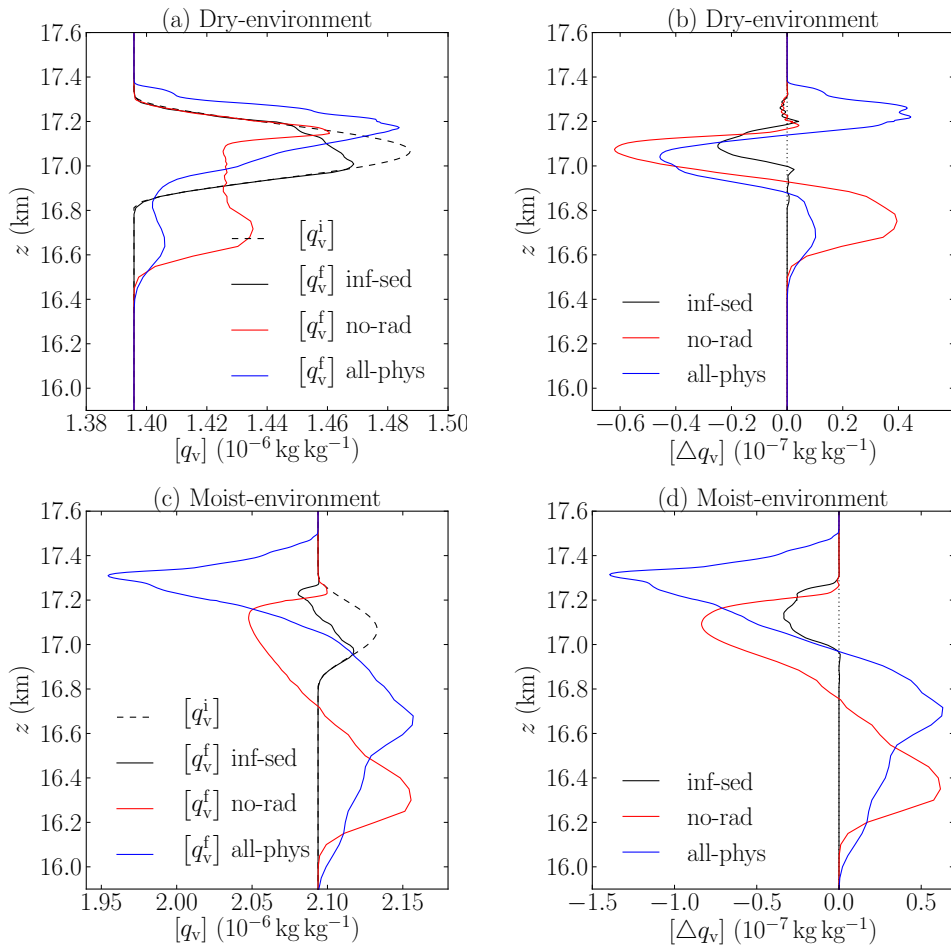 (a) Dry-environment
17.6
17.4
17.2
17.0
16.8
16.6
16.4
16.2
16.0
z (km)
[q_v^i]
[q_v^f] inf-sed
[q_v^f] no-rad
[q_v^f] all-phys
1.38 1.40 1.42 1.44 1.46 1.48 1.50
[q_v] (10^{-6} kg kg^{-1})
(b) Dry-environment
17.6
17.4
17.2
17.0
16.8
16.6
16.4
16.2
16.0
z (km)
inf-sed
no-rad
all-phys
−0.6 −0.4 −0.2 0.0 0.2 0.4
[△q_v] (10^{-7} kg kg^{-1})
(c) Moist-environment
17.6
17.4
17.2
17.0
16.8
16.6
16.4
16.2
16.0
z (km)
[q_v^i]
[q_v^f] inf-sed
[q_v^f] no-rad
[q_v^f] all-phys
1.95 2.00 2.05 2.10 2.15
[q_v] (10^{-6} kg kg^{-1})
(d) Moist-environment
17.6
17.4
17.2
17.0
16.8
16.6
16.4
16.2
16.0
z (km)
inf-sed
no-rad
all-phys
−1.5 −1.0 −0.5 0.0 0.5
[△q_v] (10^{-7} kg kg^{-1})